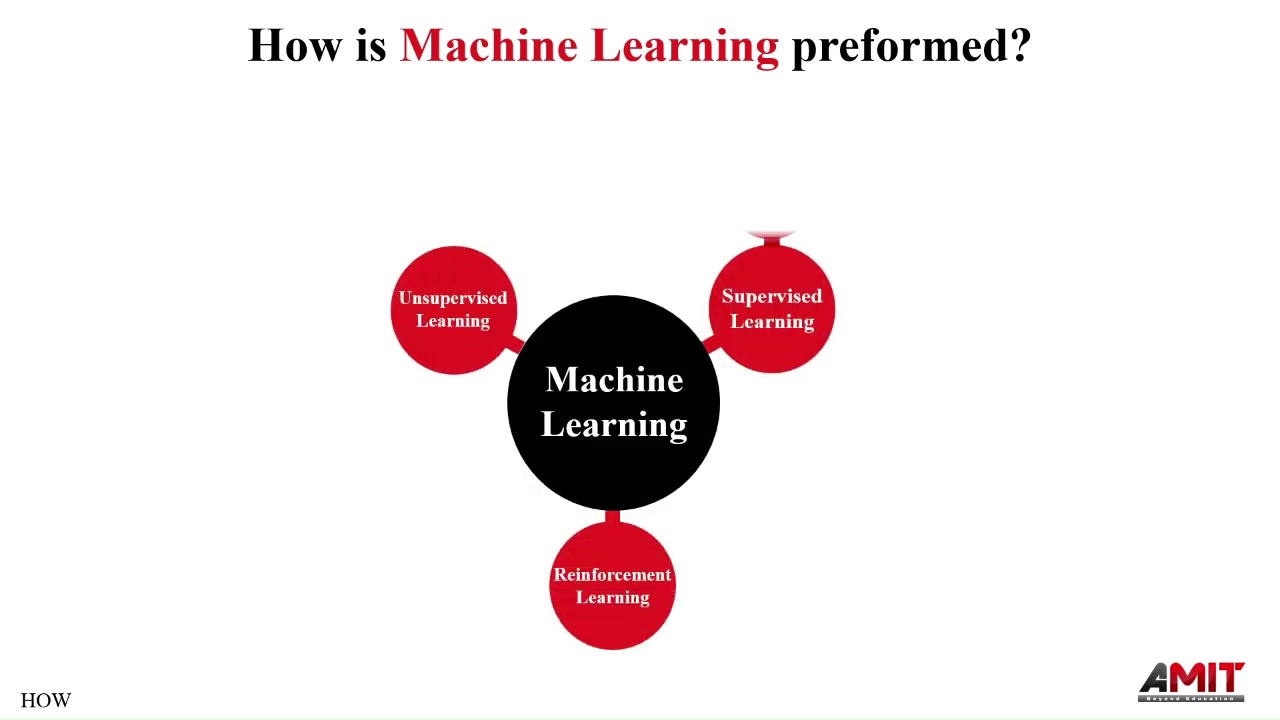 How is Machine Learning preformed?
Unsupervised
Learning
Supervised
Learning
Machine
Learning
Reinforcement
Learning
HOW
AMIT
Beyond Education